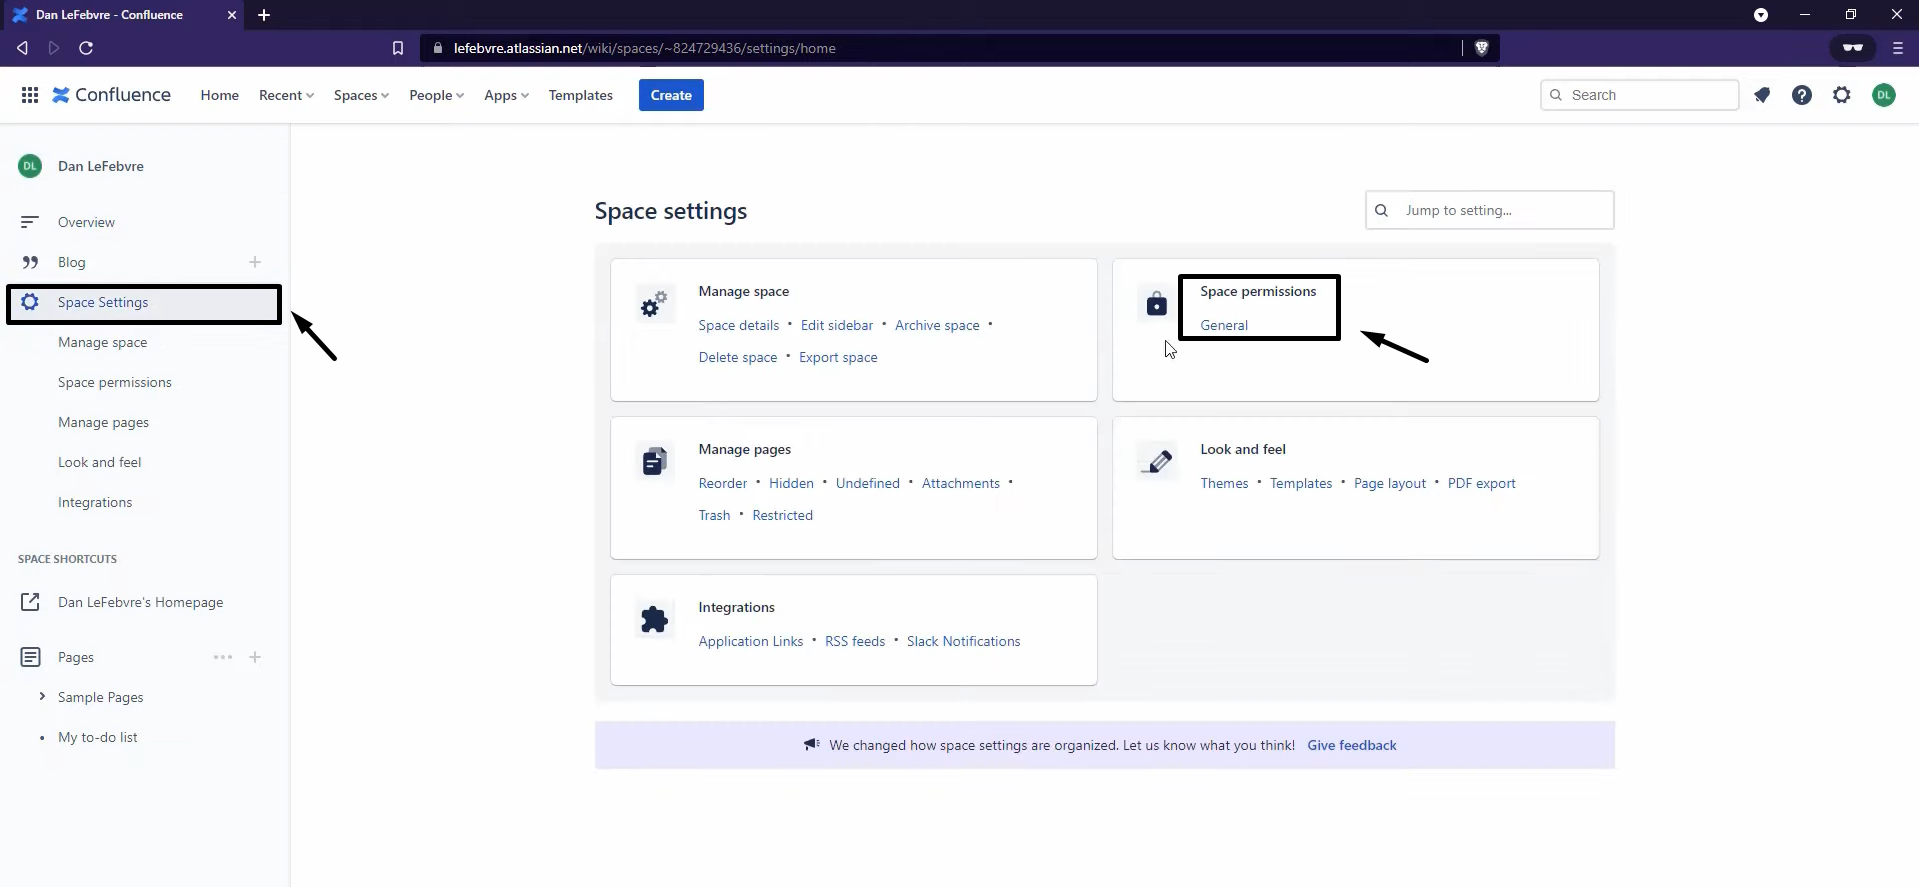 Dan LeFebvre - Confluence
lefebvre.atlassian.net/wiki/spaces/~824729436/settings/home
Confluence
Home
Recent
Spaces
People
Apps
Templates
Create
Search
DL
DL
Dan LeFebvre
Overview
Blog
Space Settings
Manage space
Space permissions
Manage pages
Look and feel
Integrations
SPACE SHORTCUTS
Dan LeFebvre's Homepage
Pages
Sample Pages
• My to-do list
Space settings
Jump to setting...
Manage space
Space details • Edit sidebar • Archive space •
Delete space • Export space
Space permissions
General
Manage pages
Reorder • Hidden • Undefined • Attachments •
Trash • Restricted
Look and feel
Themes • Templates • Page layout • PDF export
Integrations
Application Links • RSS feeds • Slack Notifications
We changed how space settings are organized. Let us know what you think! Give feedback